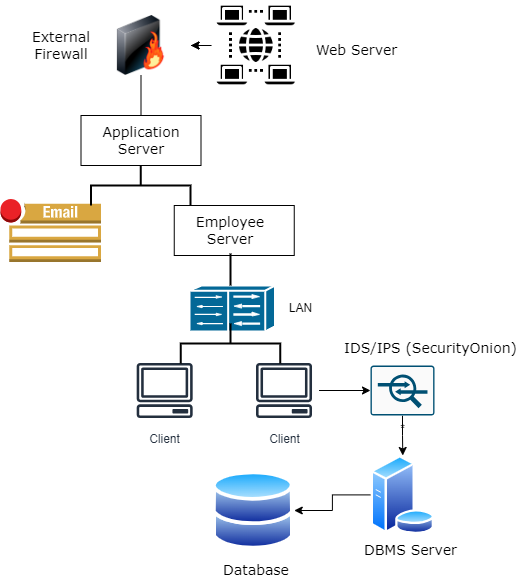 External
Firewall
Web Server
Application
Server
Email
Employee
Server
LAN
IDS/IPS (SecurityOnion)
Client
Client
DBMS Server
Database